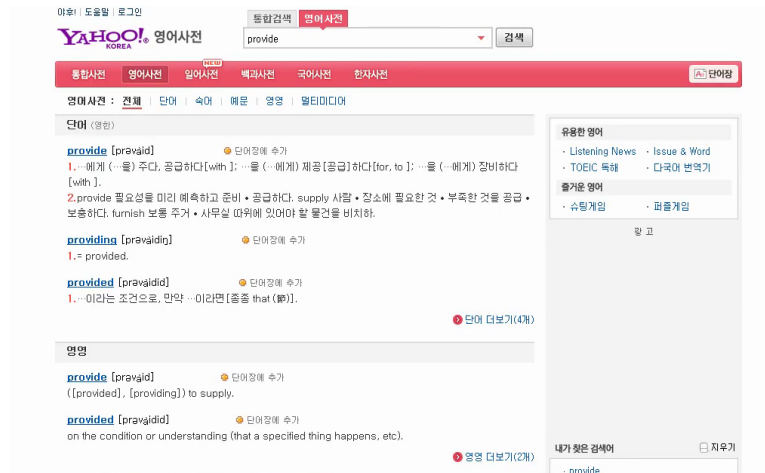 야후! | 도움말 | 로그인
통합검색 영어사전
YAHOO! KOREA 영어사전
provide 검색
NEW
통합사전 영어사전 일어사전 백과사전 국어사전 한자사전 단어장
영어사전 : 전체 | 단어 | 숙어 | 예문 | 영영 | 멀티미디어
단어 (영한)
provide [prəváid] 단어장에 추가
1.…에게 (…을) 주다, 공급하다[with ]; …을 (…에게) 제공[공급]하다[for, to ]; …을 (…에게) 장비하다
[with ].
2.provide 필요성을 미리 예측하고 준비 • 공급하다. supply 사람 • 장소에 필요한 것 • 부족한 것을 공급 •
보충하다. furnish 보통 주거 • 사무실 따위에 있어야 할 물건을 비치하.
providing [prəváidiŋ] 단어장에 추가
1.= provided.
provided [prəváidid] 단어장에 추가
1.…이라는 조건으로, 만약 …이라면[종종 that (節)].
단어 더보기(4개)
영영
provide [prəváid] 단어장에 추가
([provided], [providing]) to supply.
provided [prəváidid] 단어장에 추가
on the condition or understanding (that a specified thing happens, etc).
영영 더보기(2개)
유용한 영어
· Listening News · Issue & Word
· TOEIC 독해 · 다국어 번역기
즐거운 영어
· 슈팅게임 · 퍼즐게임
광 고
내가 찾은 검색어 지우기
· provide